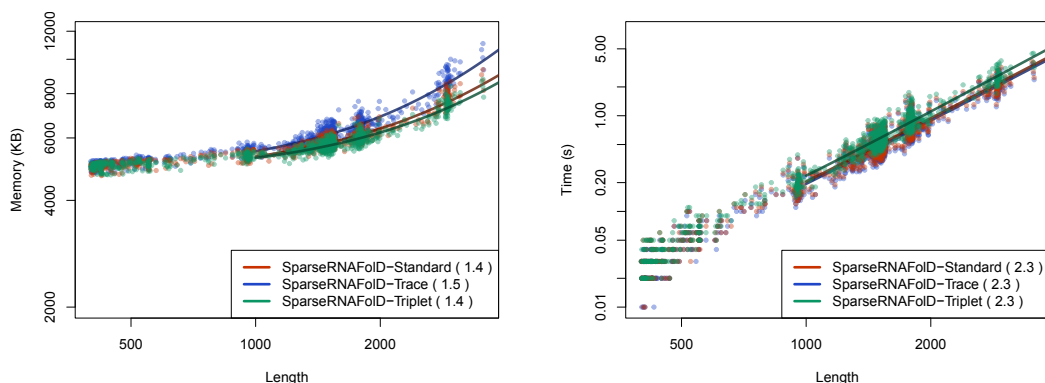 Memory (KB)
12000
8000
6000
4000
2000
SparseRNAFolD−Standard ( 1.4 )
SparseRNAFolD−Trace ( 1.5 )
SparseRNAFolD−Triplet ( 1.4 )
500
1000
2000
Length
Time (s)
5.00
1.00
0.20
0.05
0.01
SparseRNAFolD−Standard ( 2.3 )
SparseRNAFolD−Trace ( 2.3 )
SparseRNAFolD−Triplet ( 2.3 )
500
1000
2000
Length